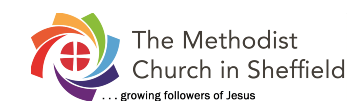 The Methodist
Church in Sheffield
. . . growing followers of Jesus